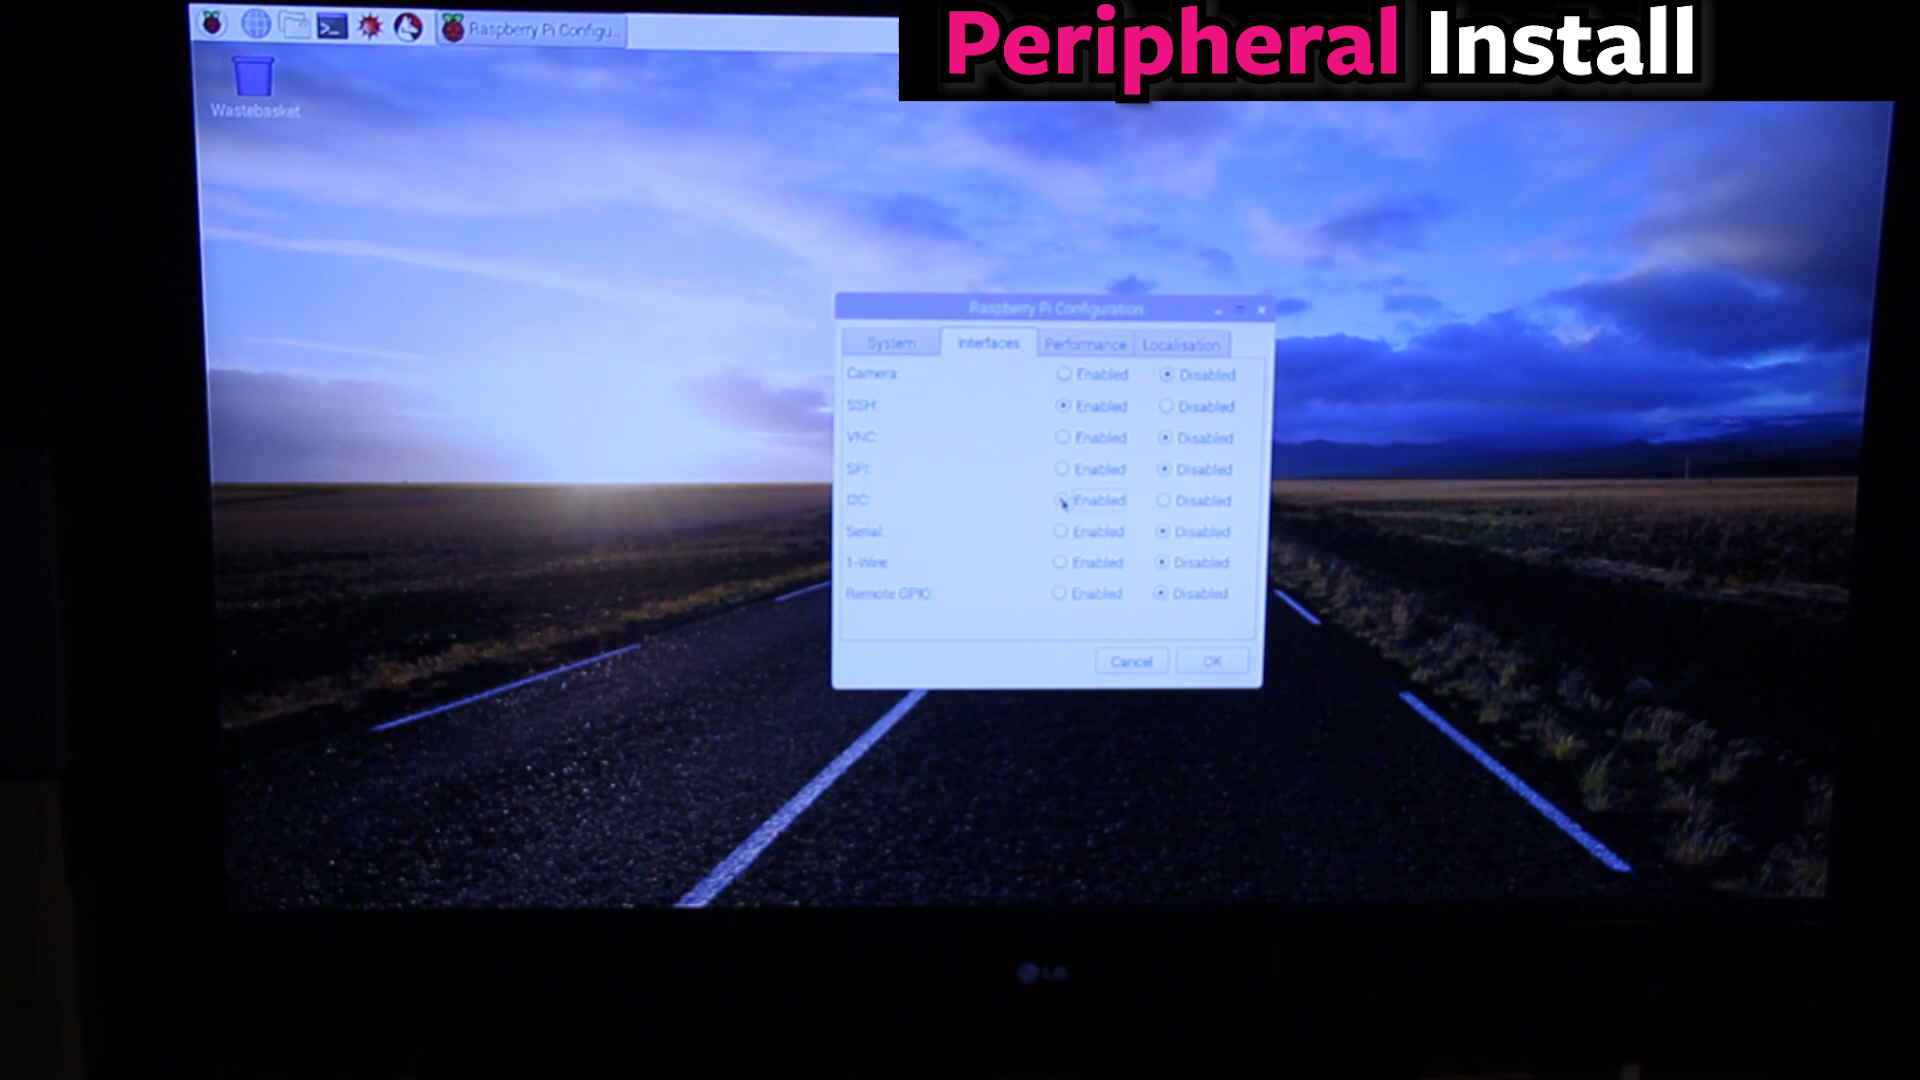 Peripheral Install
Raspberry Pi Configu...
Wastebasket
Raspberry Pi Configuration
System Interfaces Performance Localisation
Camera: Enabled Disabled
SSH: Enabled Disabled
VNC: Enabled Disabled
SPI: Enabled Disabled
I2C: Enabled Disabled
Serial: Enabled Disabled
1-Wire: Enabled Disabled
Remote GPIO: Enabled Disabled
Cancel OK
LG